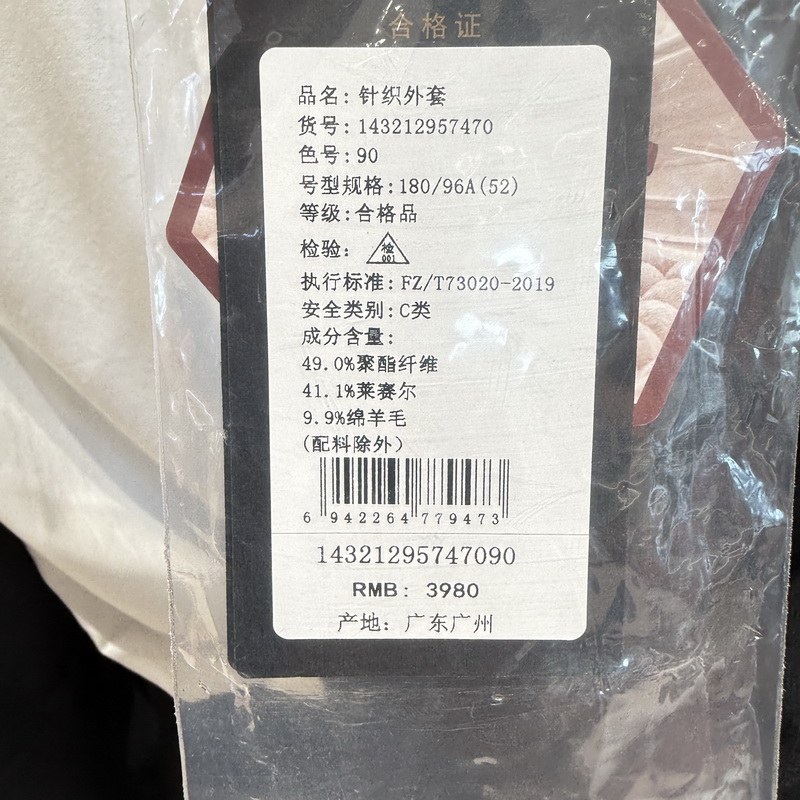 合格证
品名: 针织外套
货号: 143212957470
色号: 90
号型规格: 180/96A(52)
等级: 合格品
检验: 检 001
执行标准: FZ/T73020-2019
安全类别: C类
成分含量:
49.0%聚酯纤维
41.1%莱赛尔
9.9%绵羊毛
(配料除外)
6 942264 779473
14321295747090
RMB: 3980
产地: 广东广州